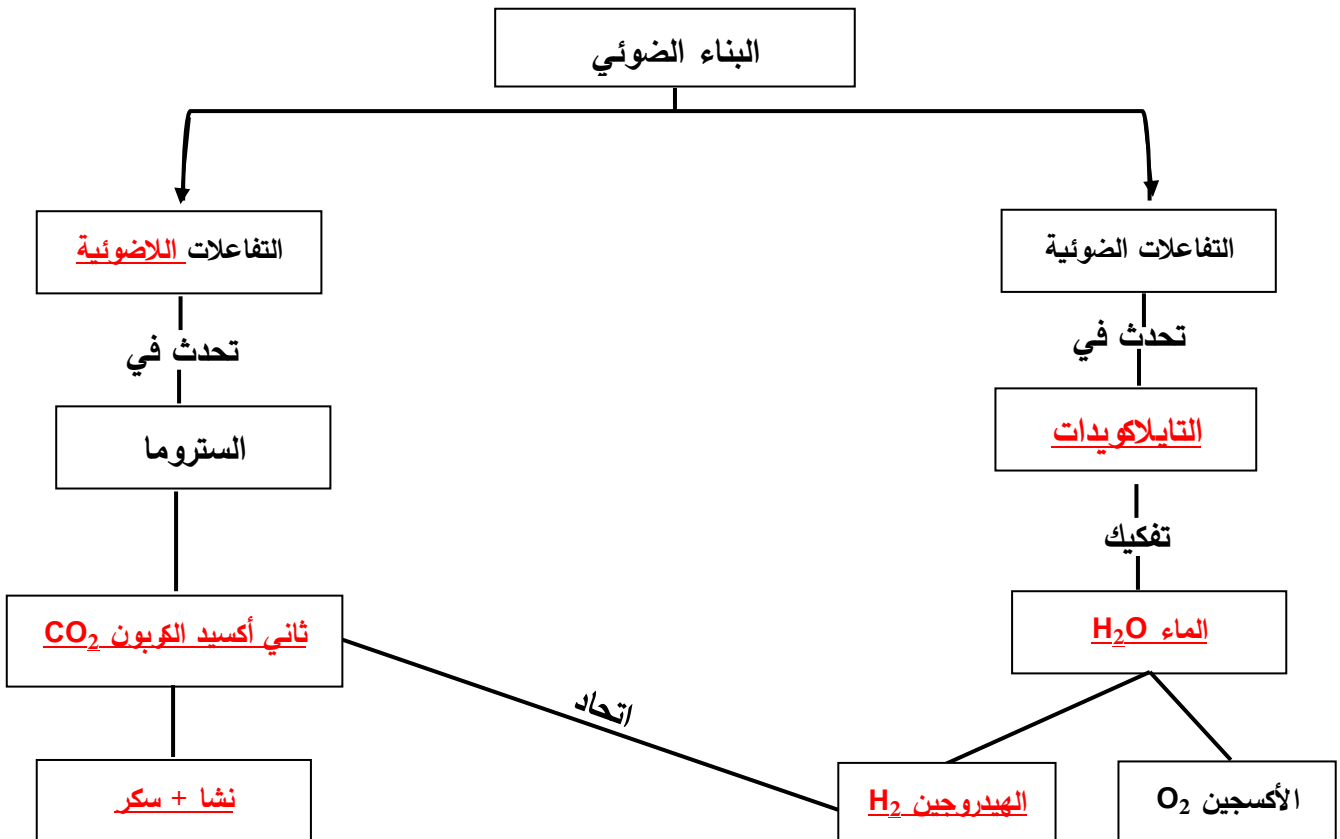 البناء الضوئي
التفاعلات الضوئية
التفاعلات اللاضوئية
تحدث في
تحدث في
التايلاكويدات
الستروما
تفكيك
الماء H₂O
ثاني أكسيد الكربون CO₂
اتحاد
الأكسجين O₂
الهيدروجين H₂
نشا + سكر